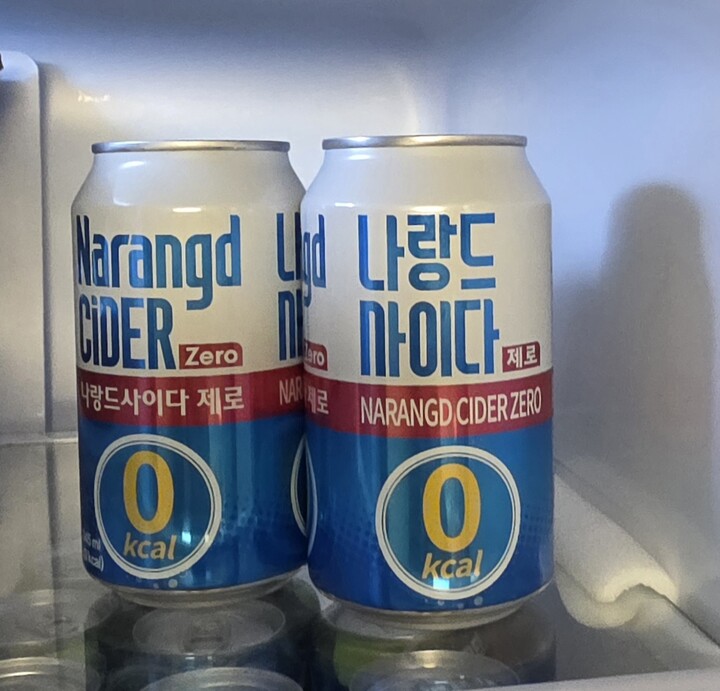 Narangd
CiDER Zero
나랑드사이다 제로
0
kcal
나랑드
사이다 제로
NARANGD CIDER ZERO
0
kcal